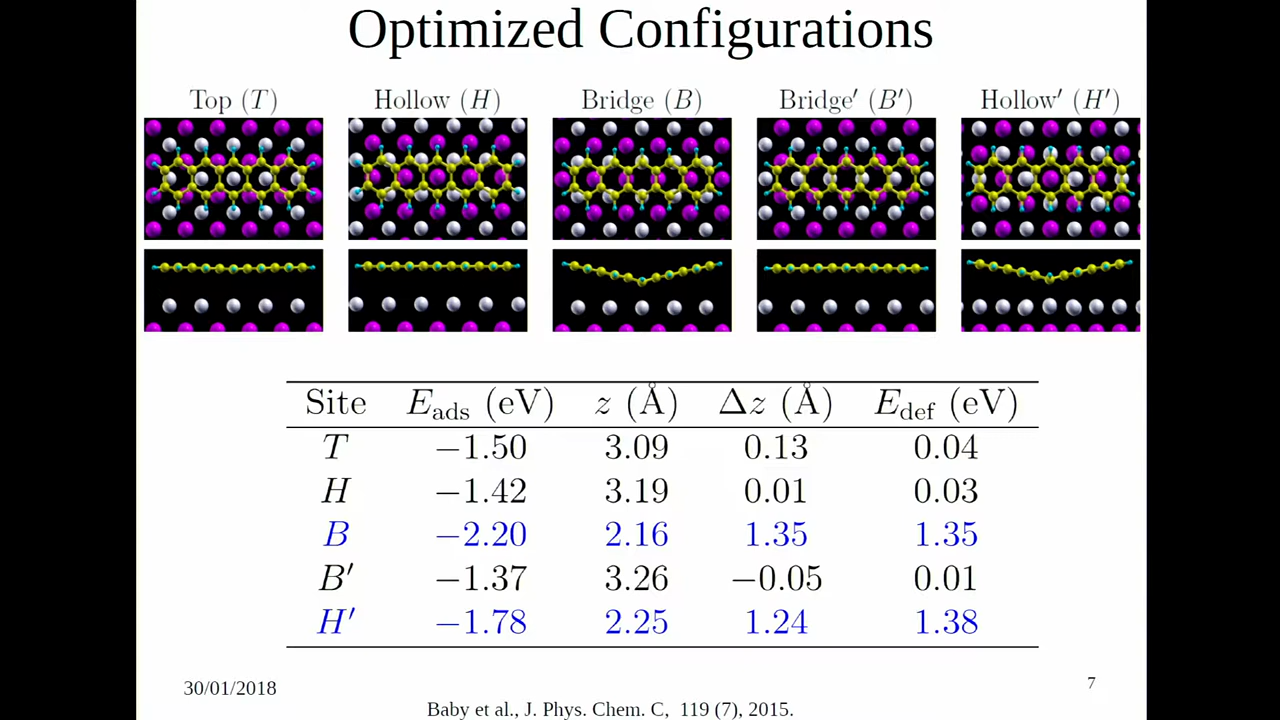 Optimized Configurations
Top (T) Hollow (H) Bridge (B) Bridge′ (B′) Hollow′ (H′)
Site E_ads (eV) z (Å) Δz (Å) E_def (eV)
T −1.50 3.09 0.13 0.04
H −1.42 3.19 0.01 0.03
B −2.20 2.16 1.35 1.35
B′ −1.37 3.26 −0.05 0.01
H′ −1.78 2.25 1.24 1.38
30/01/2018 7
Baby et al., J. Phys. Chem. C, 119 (7), 2015.